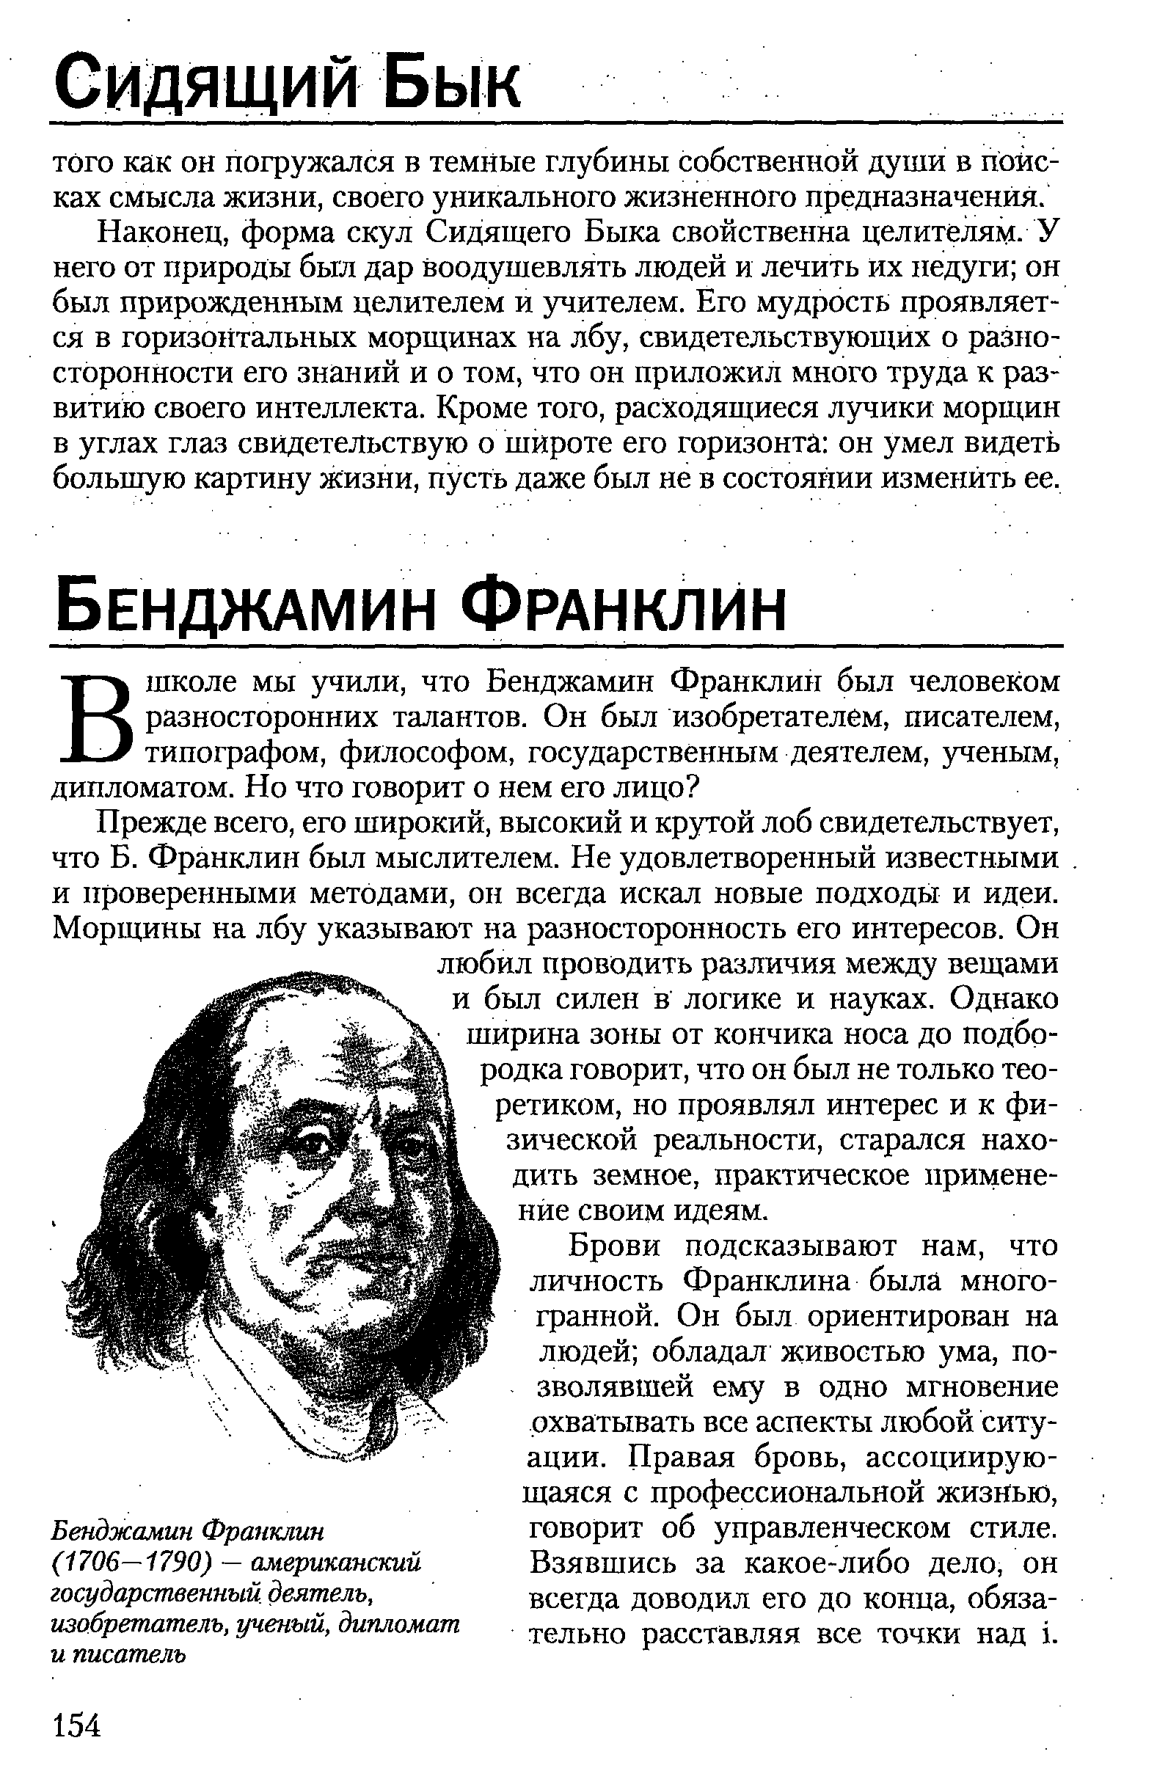 Сидящий Бык
того как он погружался в темные глубины собственной души в поис-
ках смысла жизни, своего уникального жизненного предназначения.
Наконец, форма скул Сидящего Быка свойственна целителям. У
него от природы был дар воодушевлять людей и лечить их недуги; он
был прирожденным целителем и учителем. Его мудрость проявляет-
ся в горизонтальных морщинах на лбу, свидетельствующих о разно-
сторонности его знаний и о том, что он приложил много труда к раз-
витию своего интеллекта. Кроме того, расходящиеся лучики морщин
в углах глаз свидетельствую о широте его горизонта: он умел видеть
большую картину жизни, пусть даже был не в состоянии изменить ее.
Бенджамин Франклин
В школе мы учили, что Бенджамин Франклин был человеком
разносторонних талантов. Он был изобретателем, писателем,
типографом, философом, государственным деятелем, ученым,
дипломатом. Но что говорит о нем его лицо?
Прежде всего, его широкий, высокий и крутой лоб свидетельствует,
что Б. Франклин был мыслителем. Не удовлетворенный известными
и проверенными методами, он всегда искал новые подходы и идеи.
Морщины на лбу указывают на разносторонность его интересов. Он
любил проводить различия между вещами
и был силен в логике и науках. Однако
ширина зоны от кончика носа до подбо-
родка говорит, что он был не только тео-
ретиком, но проявлял интерес и к фи-
зической реальности, старался нахо-
дить земное, практическое примене-
ние своим идеям.
Брови подсказывают нам, что
личность Франклина была много-
гранной. Он был ориентирован на
людей; обладал живостью ума, по-
зволявшей ему в одно мгновение
охватывать все аспекты любой ситу-
ации. Правая бровь, ассоциирую-
щаяся с профессиональной жизнью,
говорит об управленческом стиле.
Взявшись за какое-либо дело, он
всегда доводил его до конца, обяза-
тельно расставляя все точки над i.
Бенджамин Франклин
(1706—1790) — американский
государственный деятель,
изобретатель, ученый, дипломат
и писатель
154